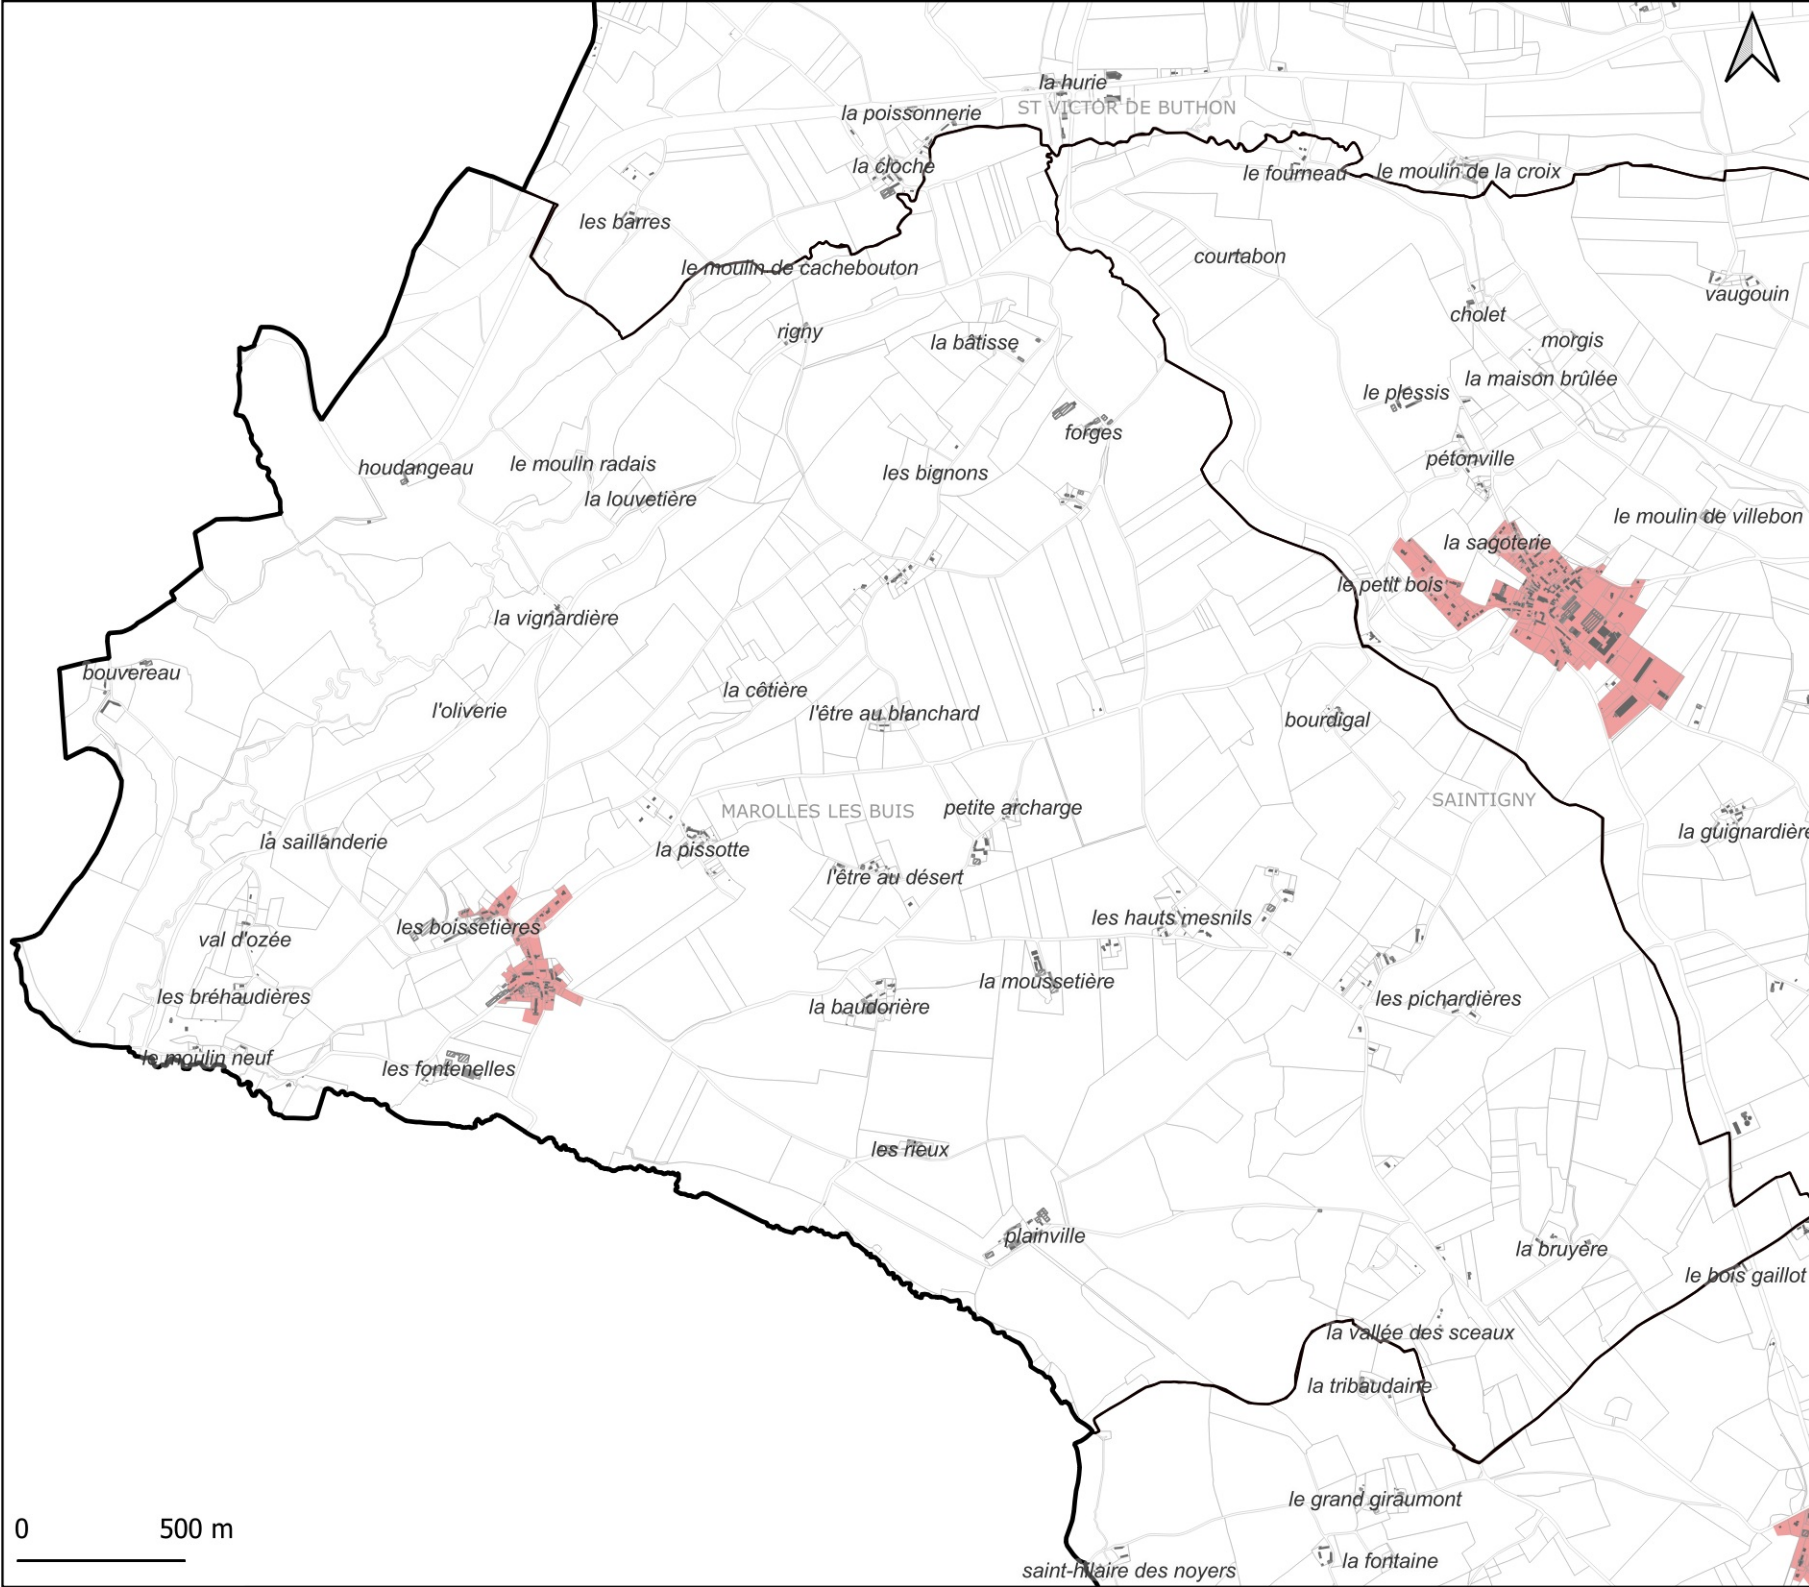 la hurie
ST VICTOR DE BUTHON
la poissonnerie
la cloche
le fourneau
le moulin de la croix
les barres
courtabon
le moulin de cachebouton
vaugouin
cholet
rigny
la bâtisse
morgis
la maison brûlée
le plessis
forges
pétonville
houdangeau
le moulin radais
les bignons
la louvetière
le moulin de villebon
la sagoterie
le petit bois
la vignardière
bouvereau
la côtière
l'oliverie
l'être au blanchard
bourdigal
SAINTIGNY
petite archarge
MAROLLES LES BUIS
la guignardière
la saillanderie
la pissotte
l'être au désert
les hauts mesnils
les boissetières
val d'ozée
la moussetière
les bréhaudières
les pichardières
la baudorière
le moulin neuf
les fontenelles
les rieux
plainville
la bruyère
le bois gaillot
la vallée des sceaux
la tribaudaine
le grand giraumont
0 500 m
la fontaine
saint-hilaire des noyers